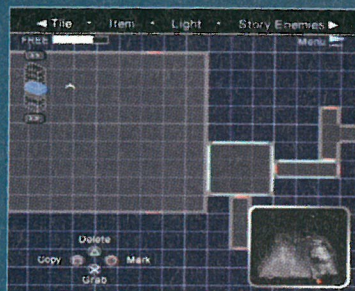 ◄ Tile • Item • Light • Story Enemies ►
FREE
Menu
Delete
Copy
Mark
Grab